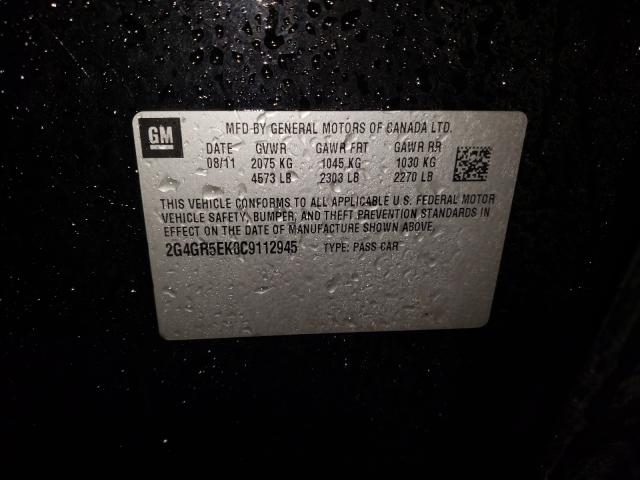 GM
MFD BY GENERAL MOTORS OF CANADA LTD.
DATE GVWR GAWR FRT GAWR RR
08/11 2075 KG 1045 KG 1030 KG
4573 LB 2303 LB 2270 LB
THIS VEHICLE CONFORMS TO ALL APPLICABLE U.S. FEDERAL MOTOR
VEHICLE SAFETY, BUMPER, AND THEFT PREVENTION STANDARDS IN
EFFECT ON THE DATE OF MANUFACTURE SHOWN ABOVE.
2G4GR5EK0C9112945 TYPE: PASS CAR